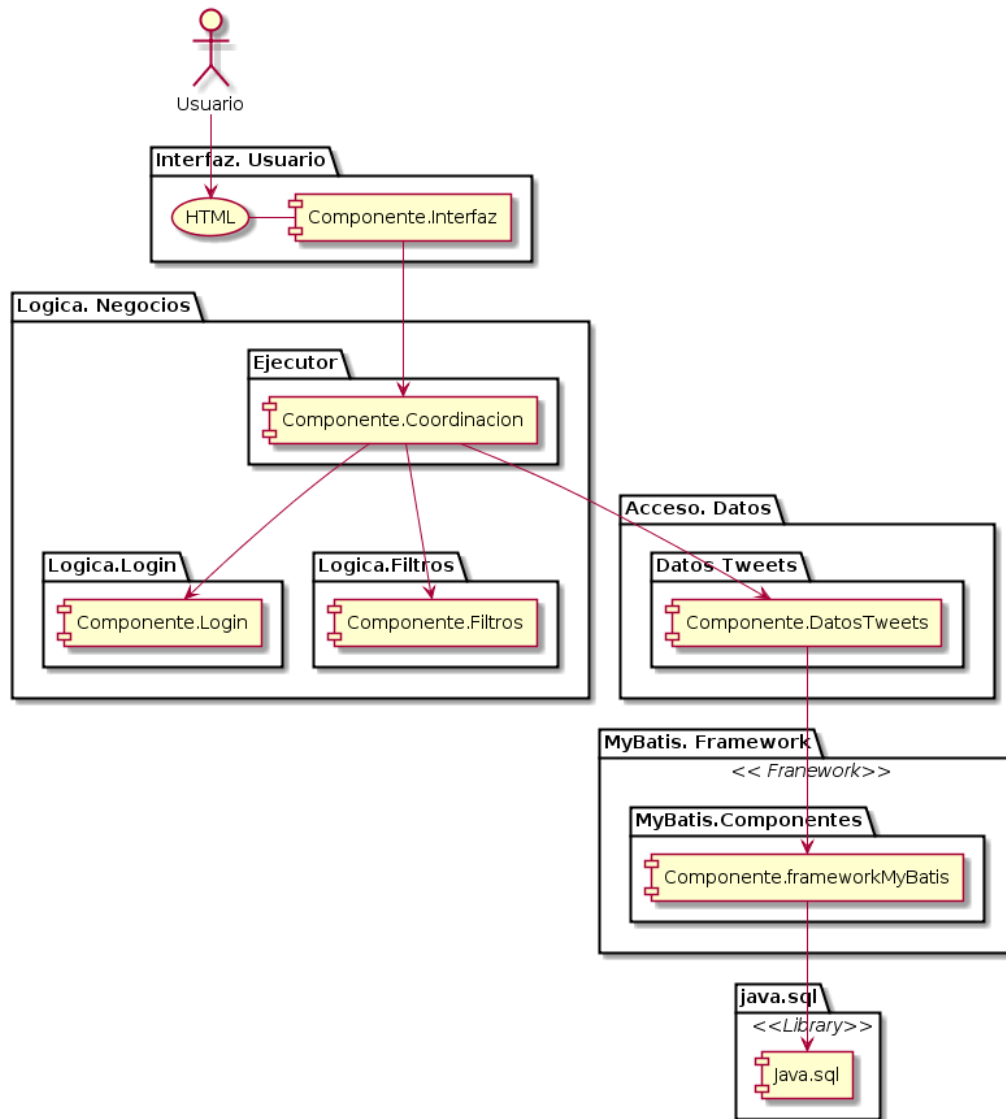 Usuario
Interfaz. Usuario
HTML
Componente.Interfaz
Logica. Negocios
Ejecutor
Componente.Coordinacion
Acceso. Datos
Logica.Login
Logica.Filtros
Datos Tweets
Componente.Login
Componente.Filtros
Componente.DatosTweets
MyBatis. Framework
<< Franework>>
MyBatis.Componentes
Componente.frameworkMyBatis
java.sql
<<Library>>
Java.sql